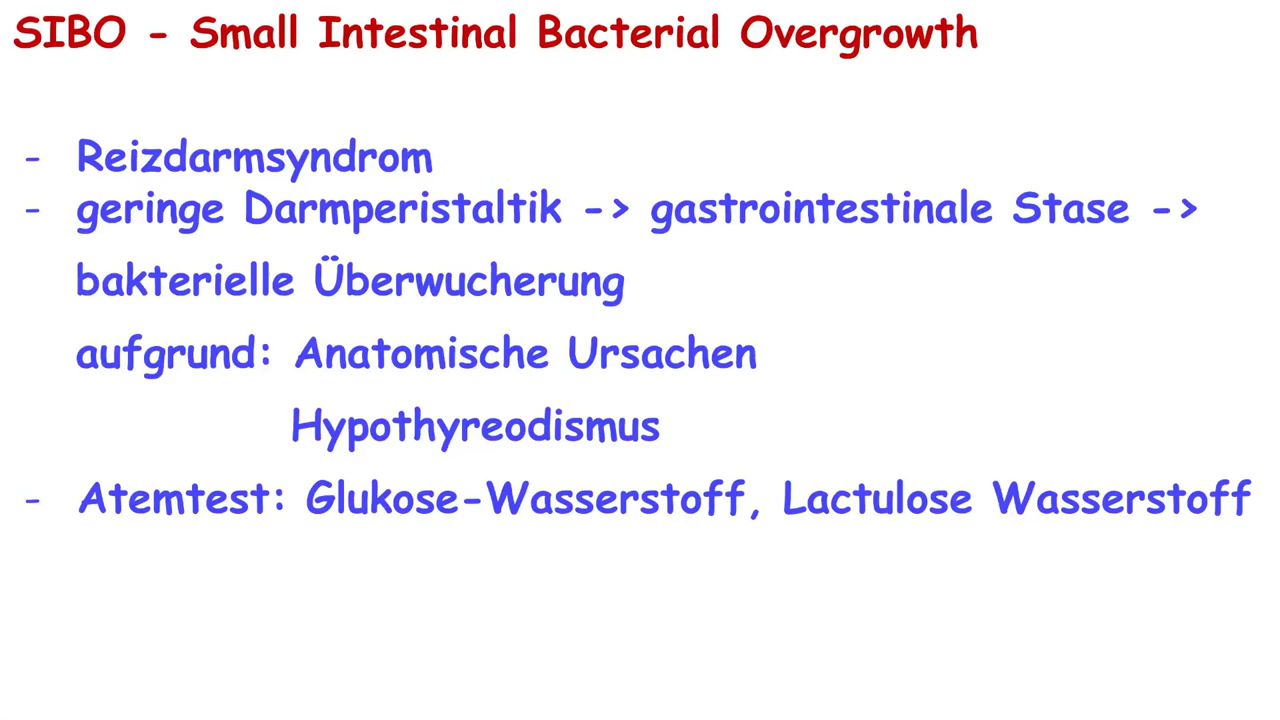 SIBO - Small Intestinal Bacterial Overgrowth
- Reizdarmsyndrom
- geringe Darmperistaltik -> gastrointestinale Stase ->
bakterielle Überwucherung
aufgrund: Anatomische Ursachen
Hypothyreodismus
- Atemtest: Glukose-Wasserstoff, Lactulose Wasserstoff